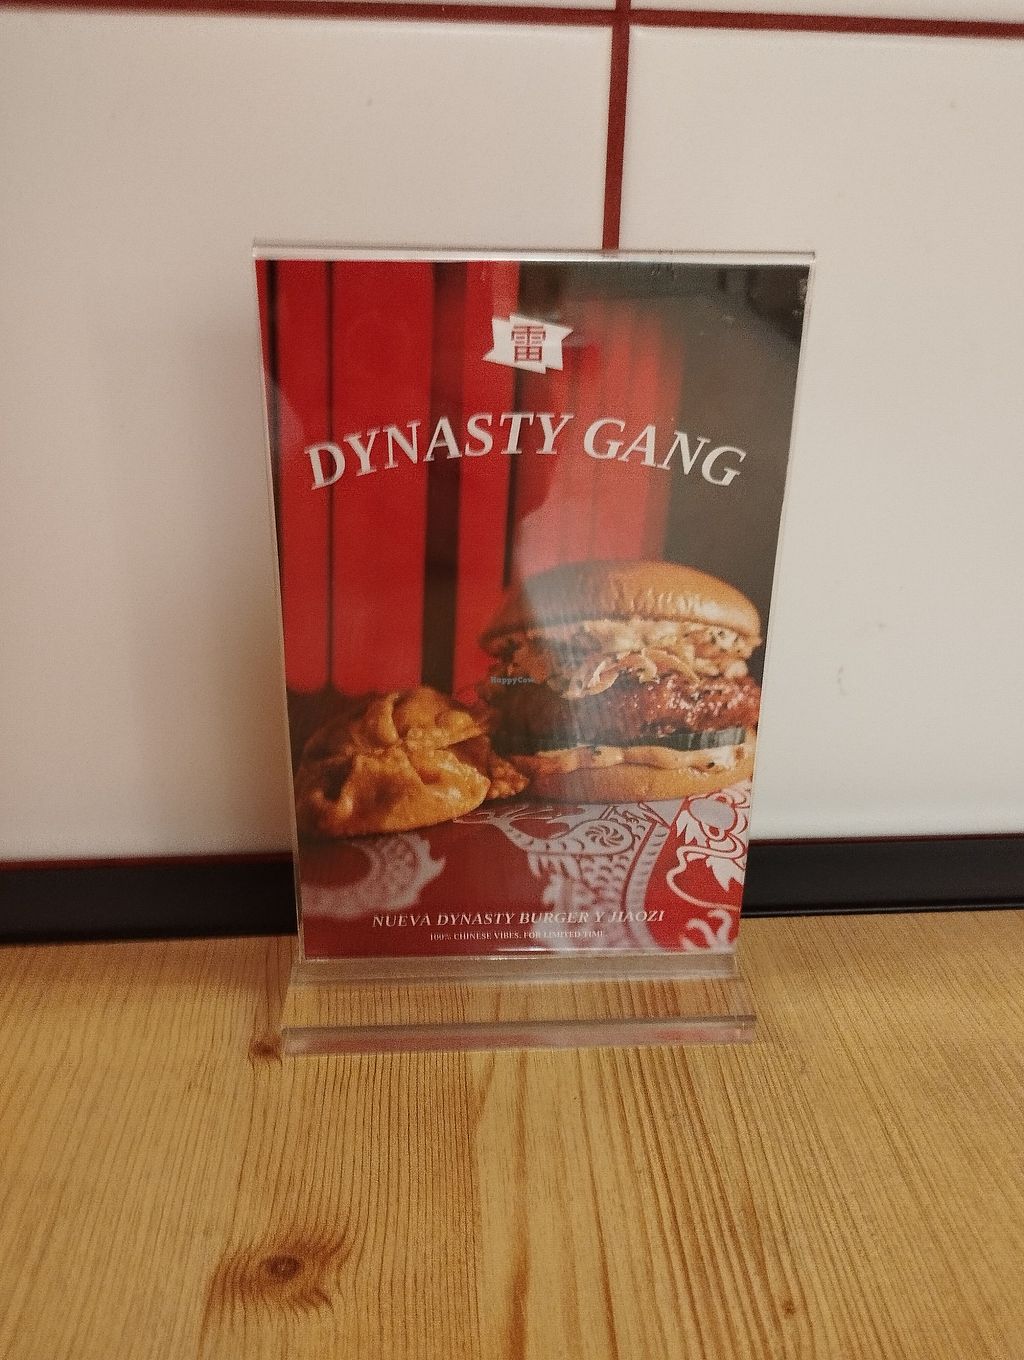 雷
DYNASTY GANG
HappyCow
NUEVA DYNASTY BURGER Y JIAOZI
100% CHINESE VIBES. FOR LIMITED TIME.